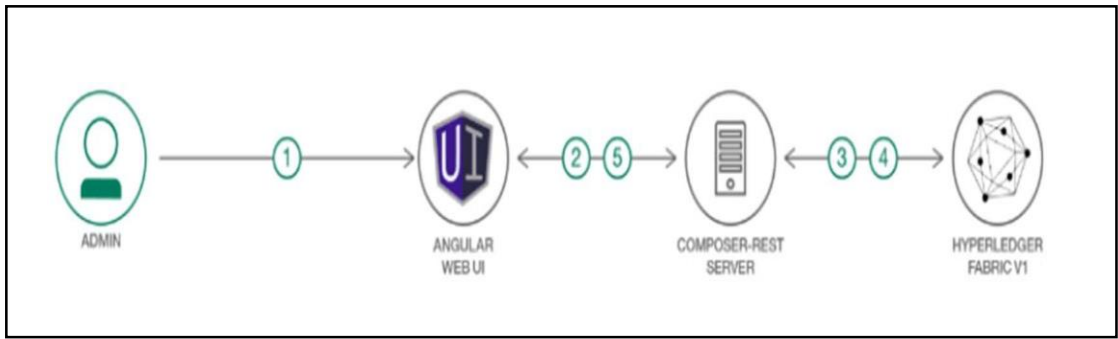 1
2
5
3
4
UI
ADMIN
ANGULAR
WEB UI
COMPOSER-REST
SERVER
HYPERLEDGER
FABRIC V1